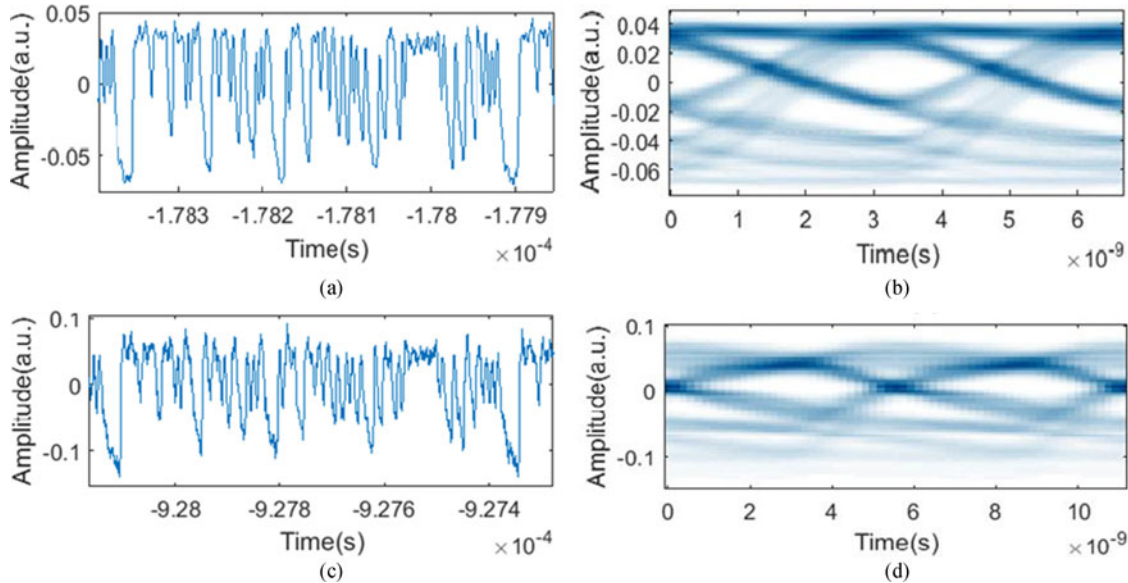 0.05
0
-0.05
Amplitude(a.u.)
-1.783 -1.782 -1.781 -1.78 -1.779
Time(s) × 10^-4
(a)
0.04
0.02
0
-0.02
-0.04
-0.06
Amplitude(a.u.)
0 1 2 3 4 5 6
Time(s) × 10^-9
(b)
0.1
0
-0.1
Amplitude(a.u.)
-9.28 -9.278 -9.276 -9.274
Time(s) × 10^-4
(c)
0.1
0
-0.1
Amplitude(a.u.)
0 2 4 6 8 10
Time(s) × 10^-9
(d)